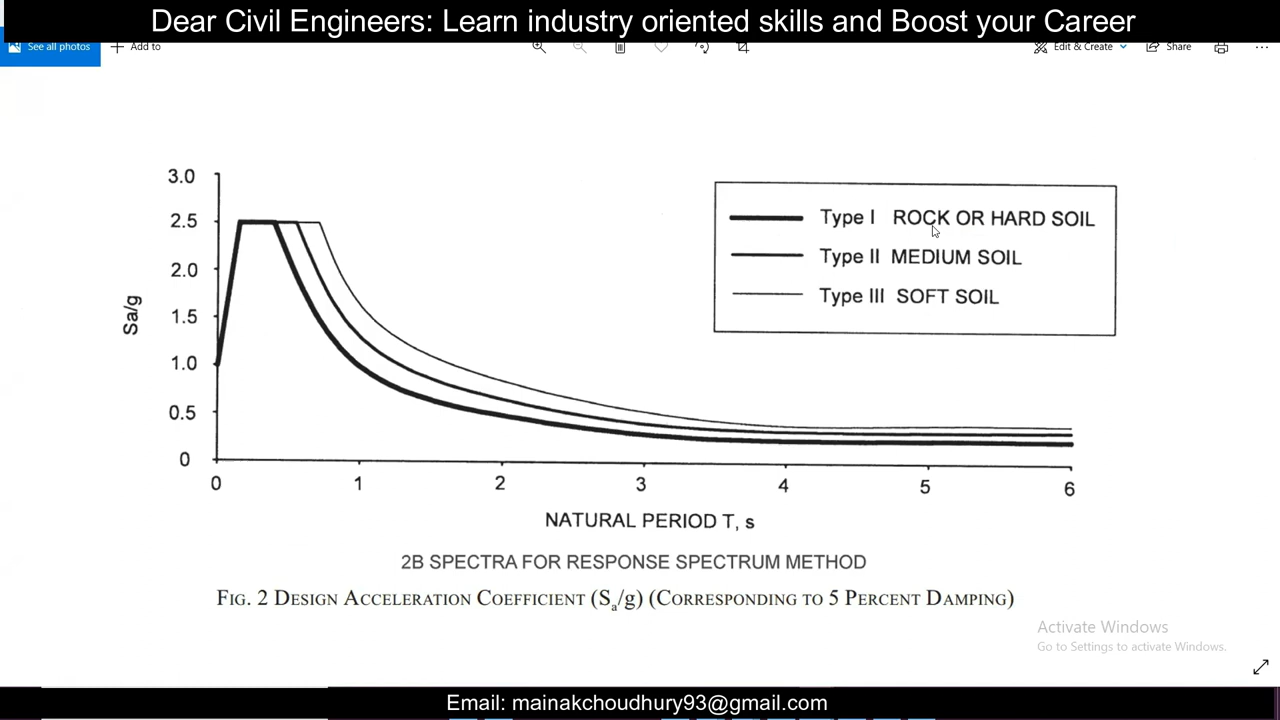 Dear Civil Engineers: Learn industry oriented skills and Boost your Career
See all photos
Add to
Edit & Create
Share
3.0
2.5
2.0
1.5
1.0
0.5
0
Sa/g
Type I ROCK OR HARD SOIL
Type II MEDIUM SOIL
Type III SOFT SOIL
0 1 2 3 4 5 6
NATURAL PERIOD T, s
2B SPECTRA FOR RESPONSE SPECTRUM METHOD
FIG. 2 DESIGN ACCELERATION COEFFICIENT (Sa/g) (CORRESPONDING TO 5 PERCENT DAMPING)
Activate Windows
Go to Settings to activate Windows.
Email: mainakchoudhury93@gmail.com